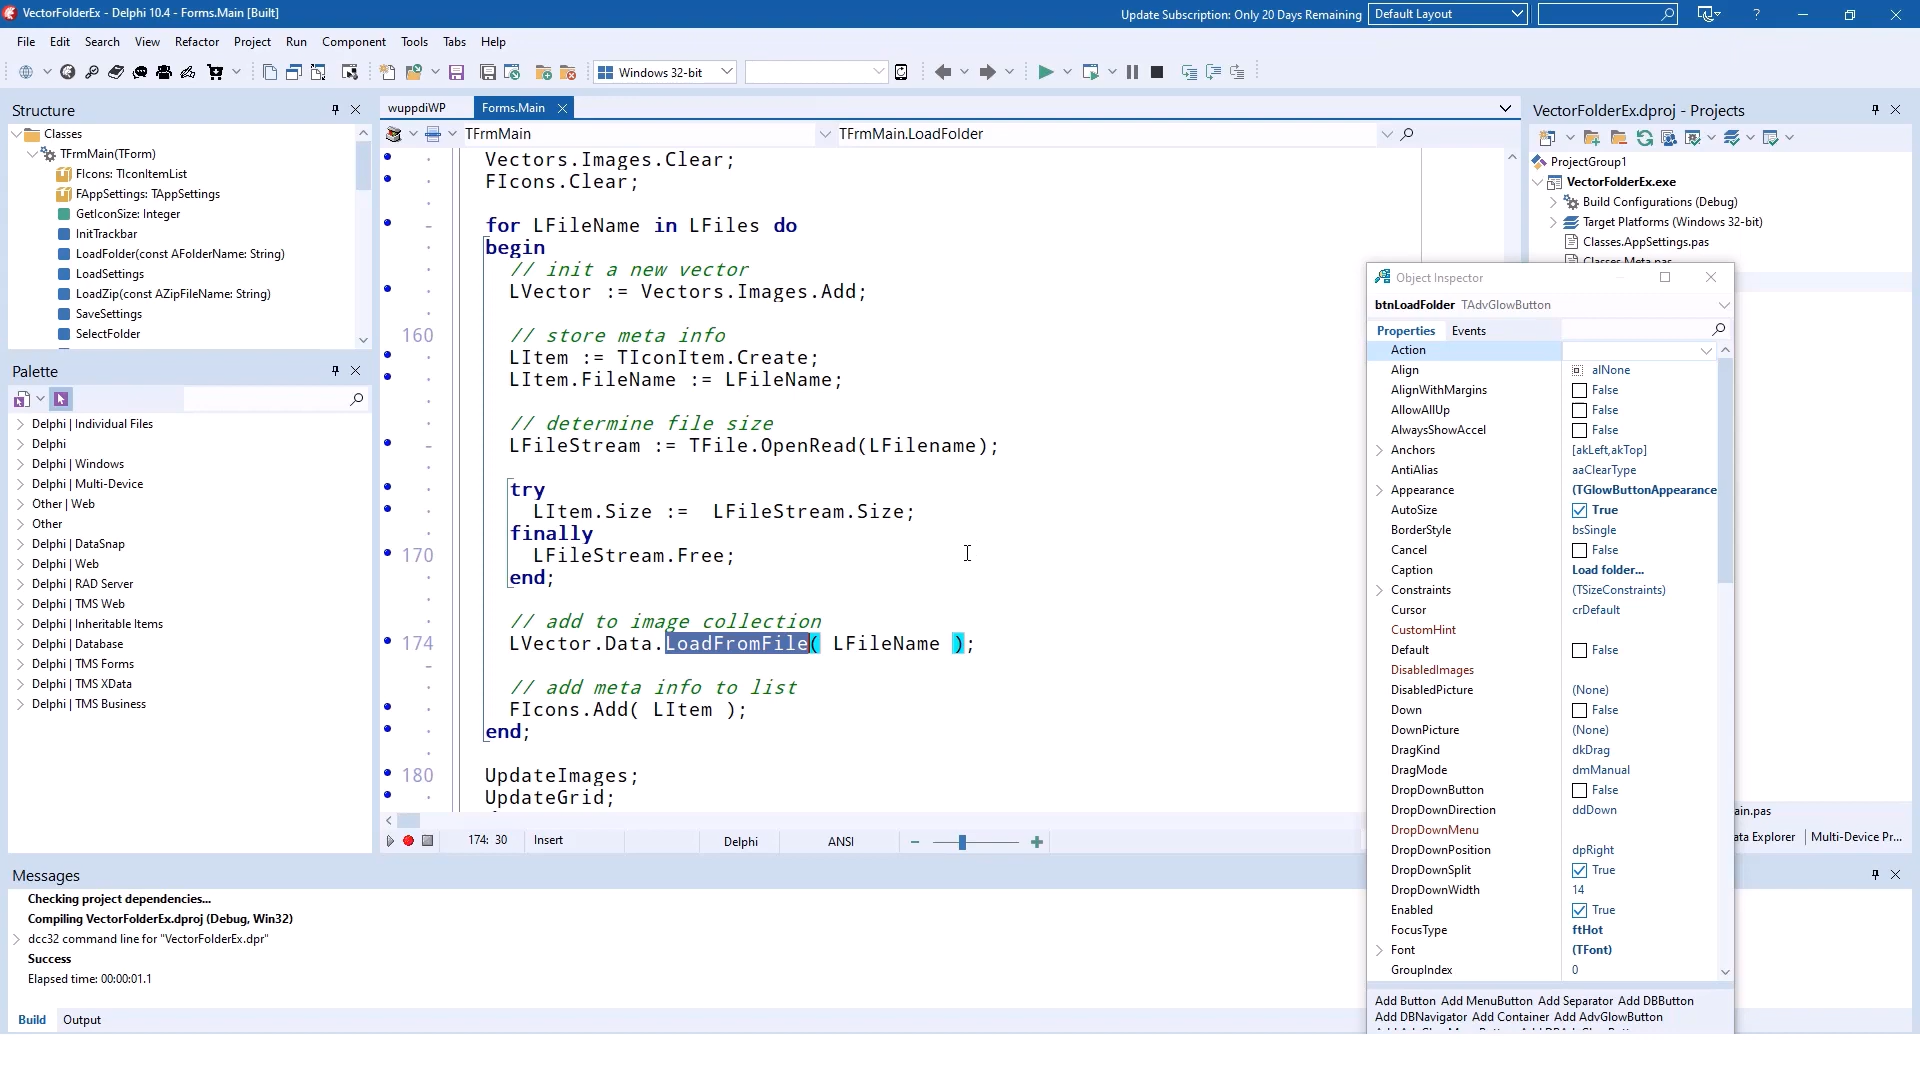 VectorFolderEx - Delphi 10.4 - Forms.Main [Built]
Update Subscription: Only 20 Days Remaining
Default Layout
File Edit Search View Refactor Project Run Component Tools Tabs Help
Windows 32-bit
Structure
Classes
TFrmMain(TForm)
FIcons: TIconItemList
FAppSettings: TAppSettings
GetIconSize: Integer
InitTrackbar
LoadFolder(const AFolderName: String)
LoadSettings
LoadZip(const AZipFileName: String)
SaveSettings
SelectFolder
Palette
Delphi | Individual Files
Delphi
Delphi | Windows
Delphi | Multi-Device
Other | Web
Other
Delphi | DataSnap
Delphi | Web
Delphi | RAD Server
Delphi | TMS Web
Delphi | Inheritable Items
Delphi | Database
Delphi | TMS Forms
Delphi | TMS XData
Delphi | TMS Business
wuppdiWP Forms.Main
TFrmMain TFrmMain.LoadFolder
Vectors.Images.Clear;
FIcons.Clear;
for LFileName in LFiles do
begin
// init a new vector
LVector := Vectors.Images.Add;
160 // store meta info
LItem := TIconItem.Create;
LItem.FileName := LFileName;
// determine file size
LFileStream := TFile.OpenRead(LFilename);
try
LItem.Size :=  LFileStream.Size;
finally
170 LFileStream.Free;
end;
// add to image collection
174 LVector.Data.LoadFromFile( LFileName );
// add meta info to list
FIcons.Add( LItem );
end;
180 UpdateImages;
UpdateGrid;
174: 30 Insert Delphi ANSI
VectorFolderEx.dproj - Projects
ProjectGroup1
VectorFolderEx.exe
Build Configurations (Debug)
Target Platforms (Windows 32-bit)
Classes.AppSettings.pas
Classes.Meta.pas
ain.pas
ata Explorer Multi-Device Pr...
Object Inspector
btnLoadFolder TAdvGlowButton
Properties Events
Action
Align alNone
AlignWithMargins False
AllowAllUp False
AlwaysShowAccel False
Anchors [akLeft,akTop]
AntiAlias aaClearType
Appearance (TGlowButtonAppearance
AutoSize True
BorderStyle bsSingle
Cancel False
Caption Load folder...
Constraints (TSizeConstraints)
Cursor crDefault
CustomHint
Default False
DisabledImages
DisabledPicture (None)
Down False
DownPicture (None)
DragKind dkDrag
DragMode dmManual
DropDownButton False
DropDownDirection ddDown
DropDownMenu
DropDownPosition dpRight
DropDownSplit True
DropDownWidth 14
Enabled True
FocusType ftHot
Font (TFont)
GroupIndex 0
Add Button Add MenuButton Add Separator Add DBButton
Add DBNavigator Add Container Add AdvGlowButton
Messages
Checking project dependencies...
Compiling VectorFolderEx.dproj (Debug, Win32)
dcc32 command line for "VectorFolderEx.dpr"
Success
Elapsed time: 00:00:01.1
Build Output